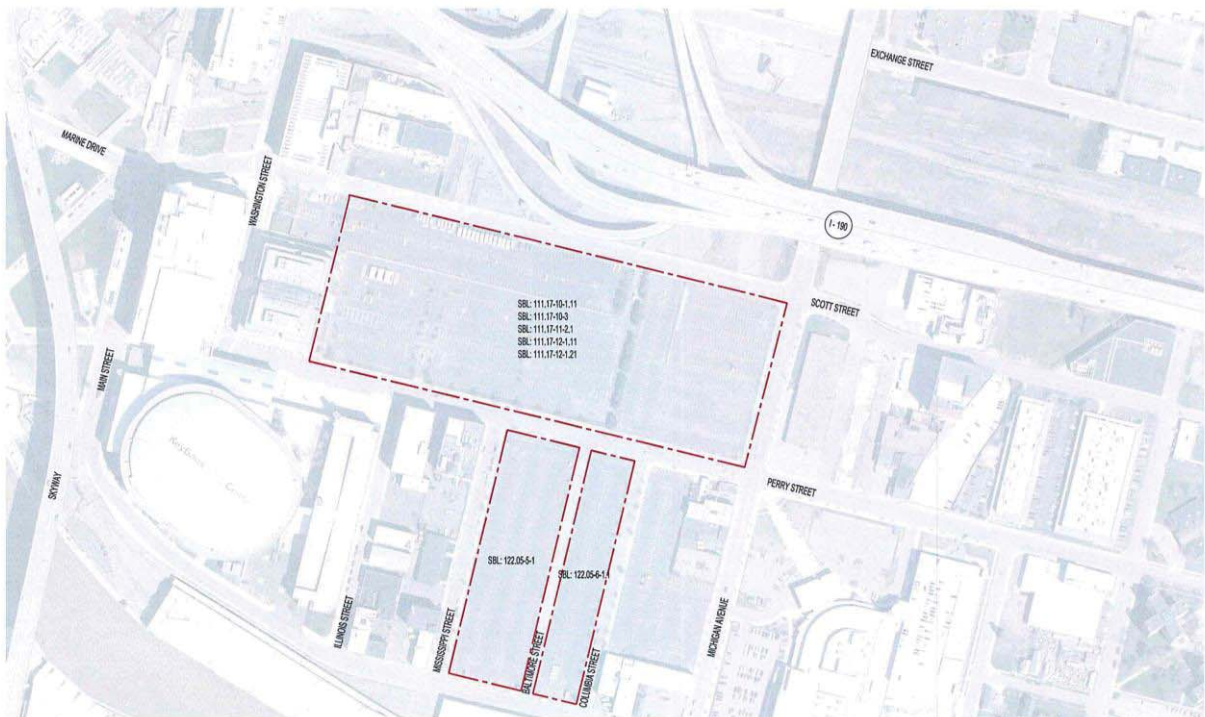 EXCHANGE STREET
MARINE DRIVE
WASHINGTON STREET
I - 190
SBL: 111.17-10-1.11
SBL: 111.17-10-3
SBL: 111.17-11-2.1
SBL: 111.17-12-1.11
SBL: 111.17-12-1.21
SCOTT STREET
MAIN STREET
SKYWAY
PERRY STREET
SBL: 122.05-5-1
SBL: 122.05-6-1.1
ILLINOIS STREET
MISSISSIPPI STREET
BALTIMORE STREET
COLUMBIA STREET
MICHIGAN AVENUE